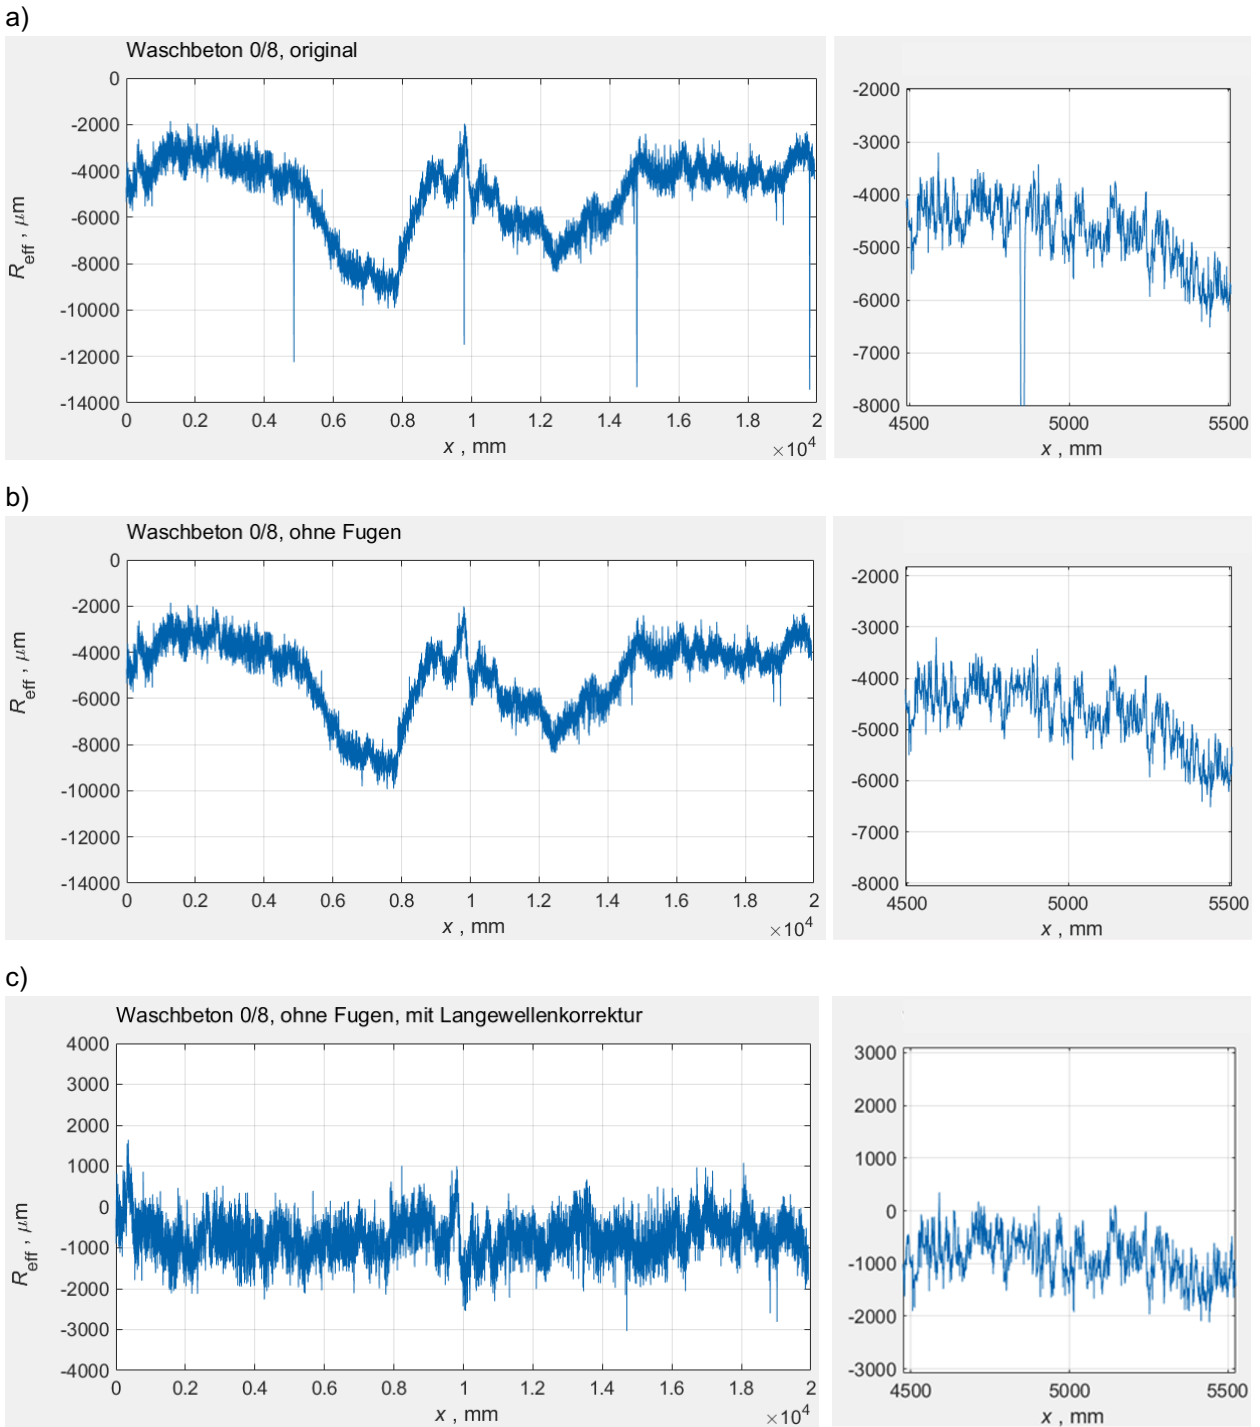 a)
Waschbeton 0/8, original
0
-2000
-4000
-6000
-8000
-10000
-12000
-14000
R_eff , μm
0 0.2 0.4 0.6 0.8 1 1.2 1.4 1.6 1.8 2
x , mm
×10^4
-2000
-3000
-4000
-5000
-6000
-7000
-8000
4500 5000 5500
x , mm
b)
Waschbeton 0/8, ohne Fugen
0
-2000
-4000
-6000
-8000
-10000
-12000
-14000
R_eff , μm
0 0.2 0.4 0.6 0.8 1 1.2 1.4 1.6 1.8 20
x , mm
×10^4
-2000
-3000
-4000
-5000
-6000
-7000
-8000
4500 5000 5500
x , mm
c)
Waschbeton 0/8, ohne Fugen, mit Langewellenkorrektur
4000
3000
2000
1000
0
-1000
-2000
-3000
-4000
R_eff , μm
0 0.2 0.4 0.6 0.8 1 1.2 1.4 1.6 1.8 20
x , mm
×10^4
3000
2000
1000
0
-1000
-2000
-3000
4500 5000 5500
x , mm